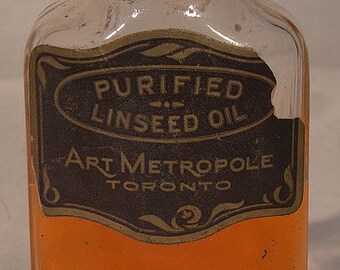 PURIFIED
LINSEED OIL
ART METROPOLE
TORONTO